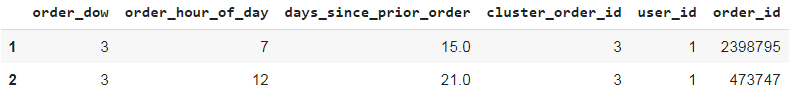 order_dow order_hour_of_day days_since_prior_order cluster_order_id user_id order_id
1 3 7 15.0 3 1 2398795
2 3 12 21.0 3 1 473747